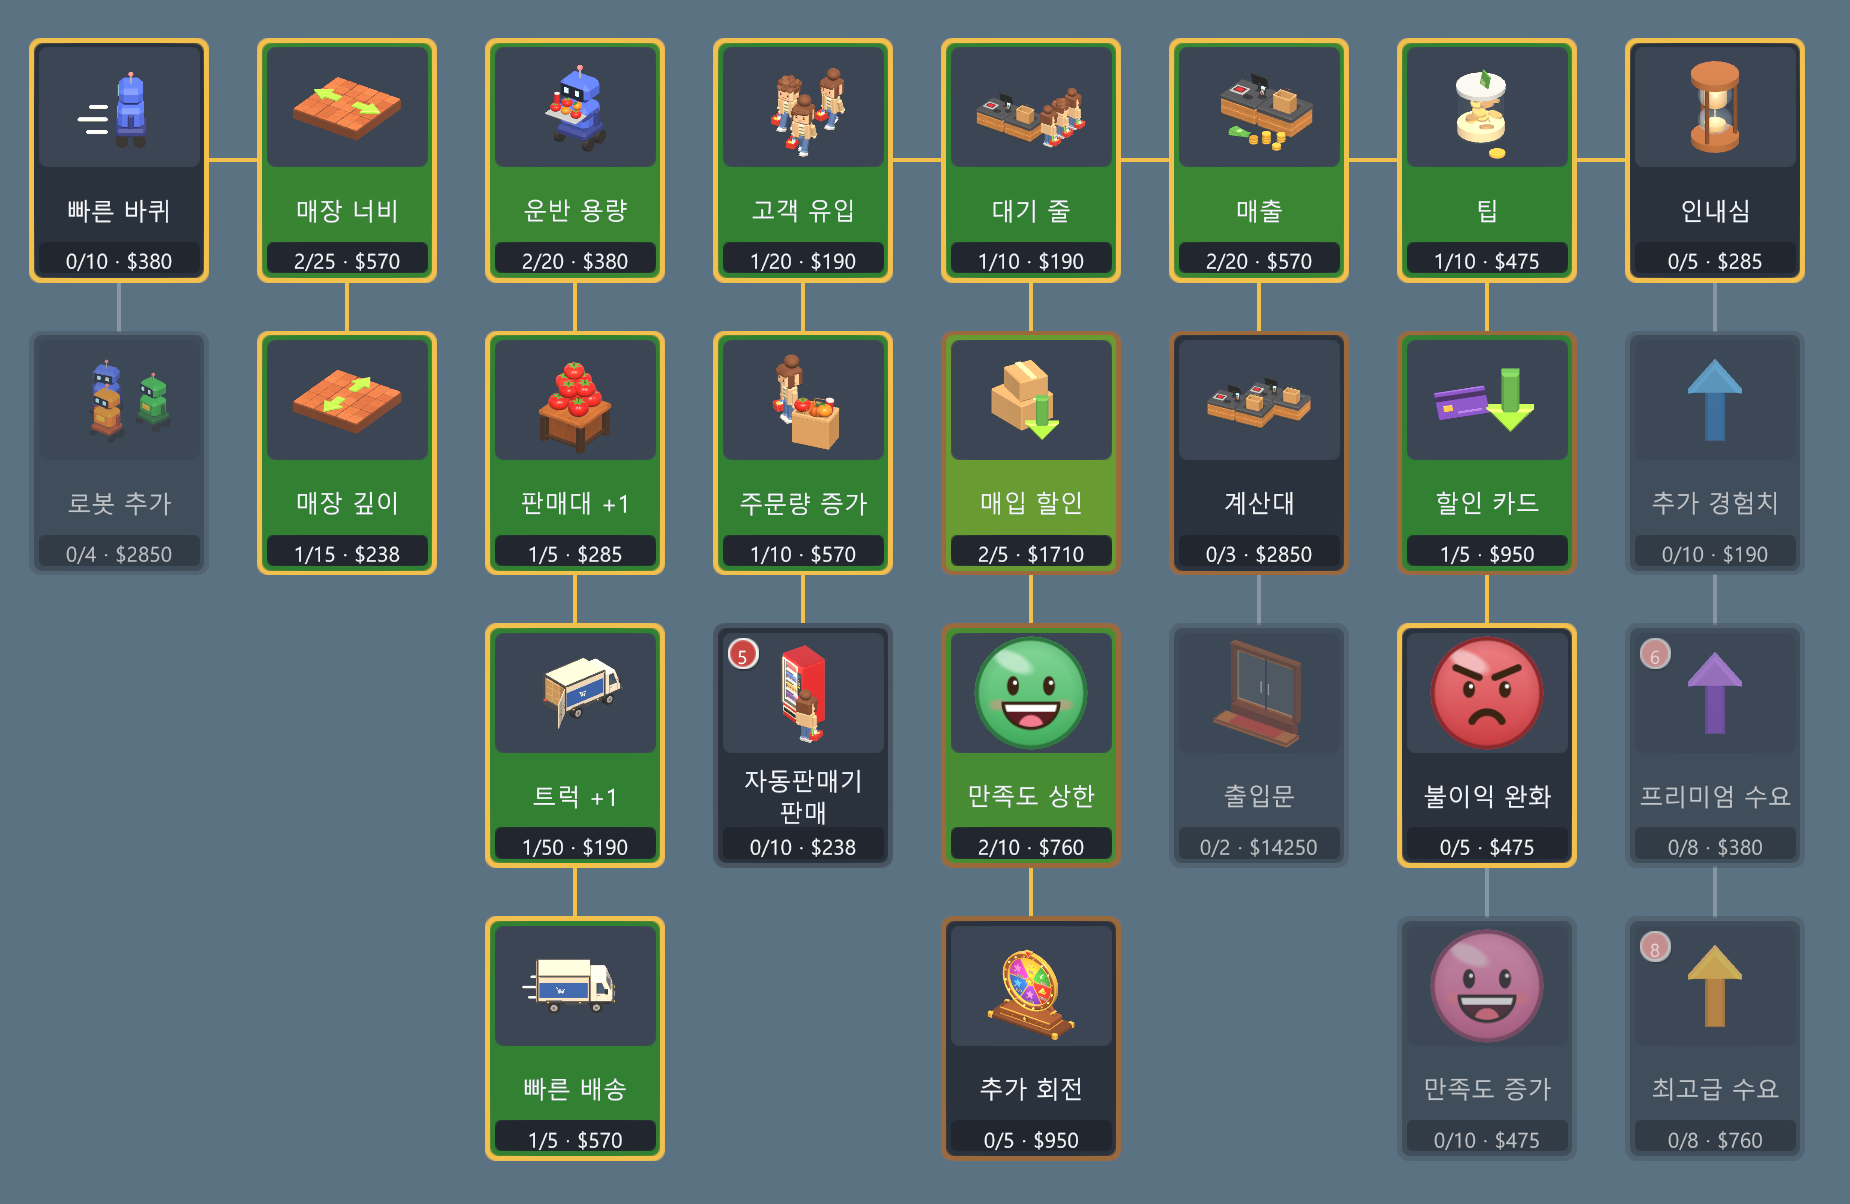 빠른 바퀴
0/10 · $380
매장 너비
2/25 · $570
운반 용량
2/20 · $380
고객 유입
1/20 · $190
대기 줄
1/10 · $190
매출
2/20 · $570
팁
1/10 · $475
인내심
0/5 · $285
로봇 추가
0/4 · $2850
매장 깊이
1/15 · $238
판매대 +1
1/5 · $285
주문량 증가
1/10 · $570
매입 할인
2/5 · $1710
계산대
0/3 · $2850
할인 카드
1/5 · $950
추가 경험치
0/10 · $190
트럭 +1
1/50 · $190
5
자동판매기
판매
0/10 · $238
만족도 상한
2/10 · $760
출입문
0/2 · $14250
불이익 완화
0/5 · $475
6
프리미엄 수요
0/8 · $380
빠른 배송
1/5 · $570
추가 회전
0/5 · $950
만족도 증가
0/10 · $475
8
최고급 수요
0/8 · $760